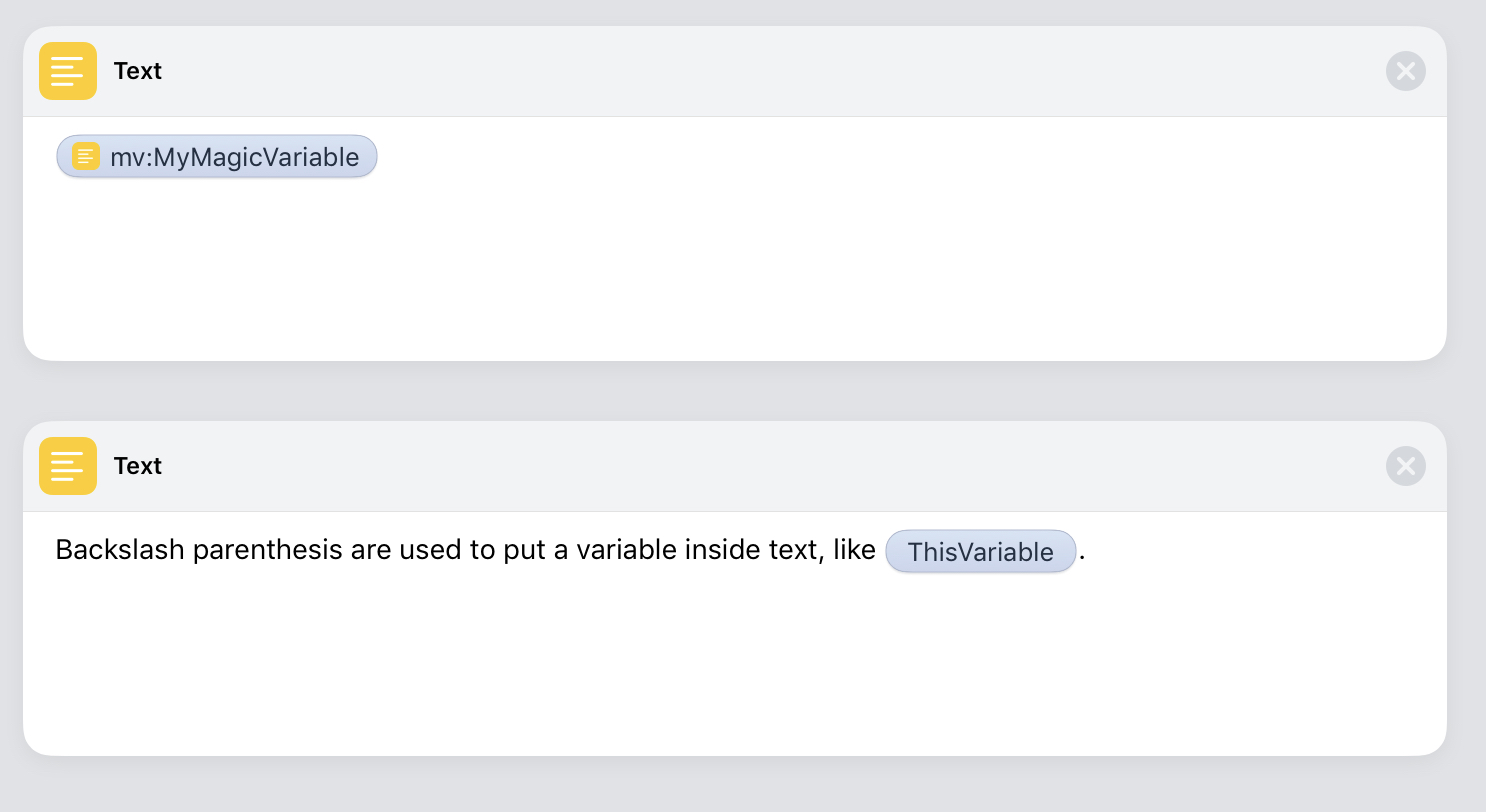 Text
mv:MyMagicVariable
Text
Backslash parenthesis are used to put a variable inside text, like ThisVariable.